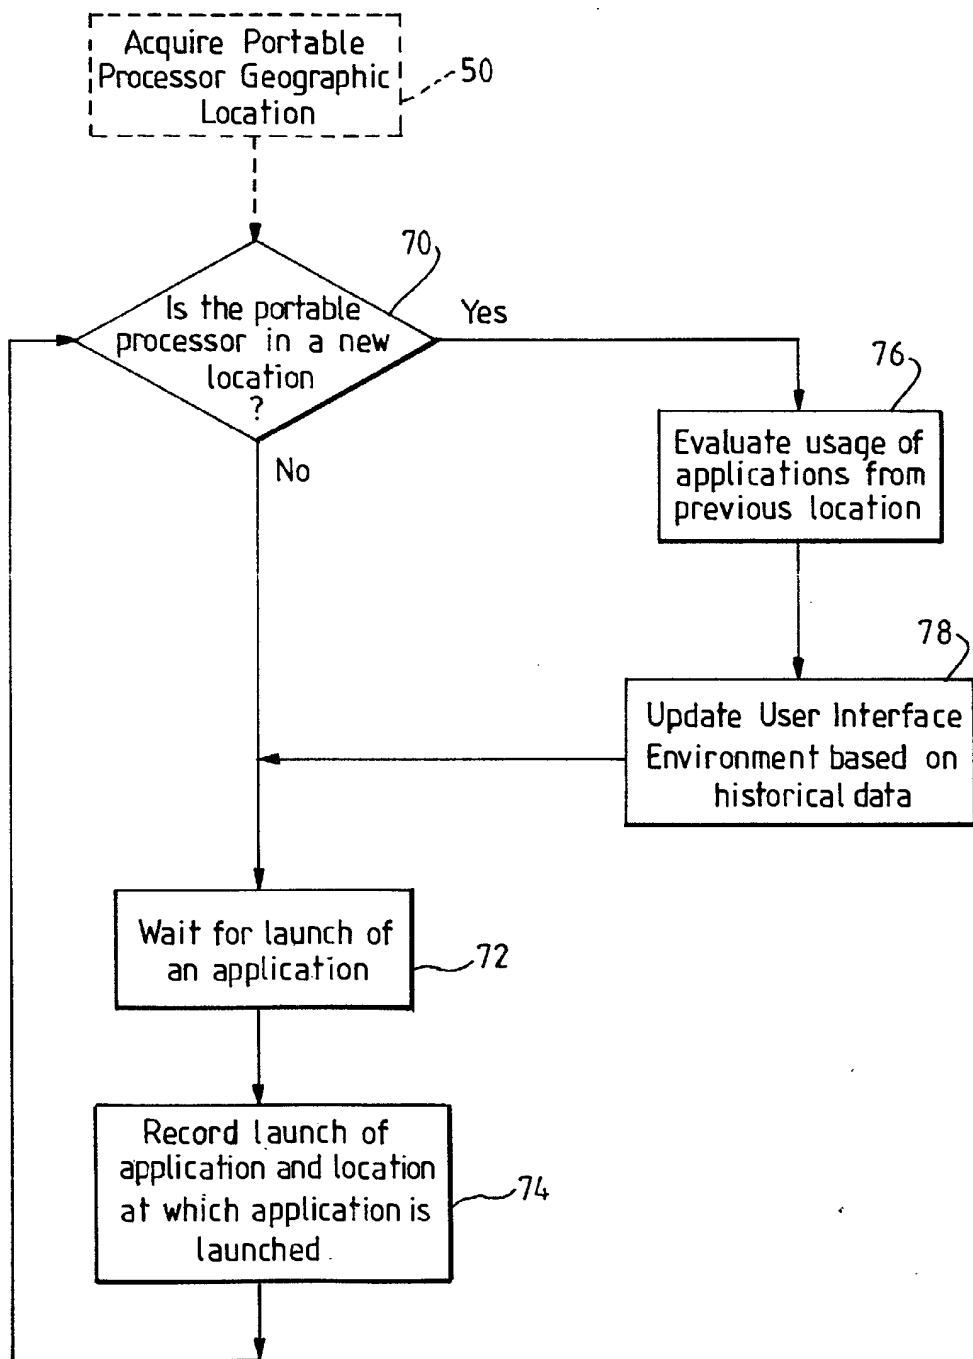 Acquire Portable
Processor Geographic
Location
50
70
Is the portable
processor in a new
location
?
Yes
No
76
Evaluate usage of
applications from
previous location
78
Update User Interface
Environment based on
historical data
Wait for launch of
an application
72
Record launch of
application and location
at which application is
launched
74